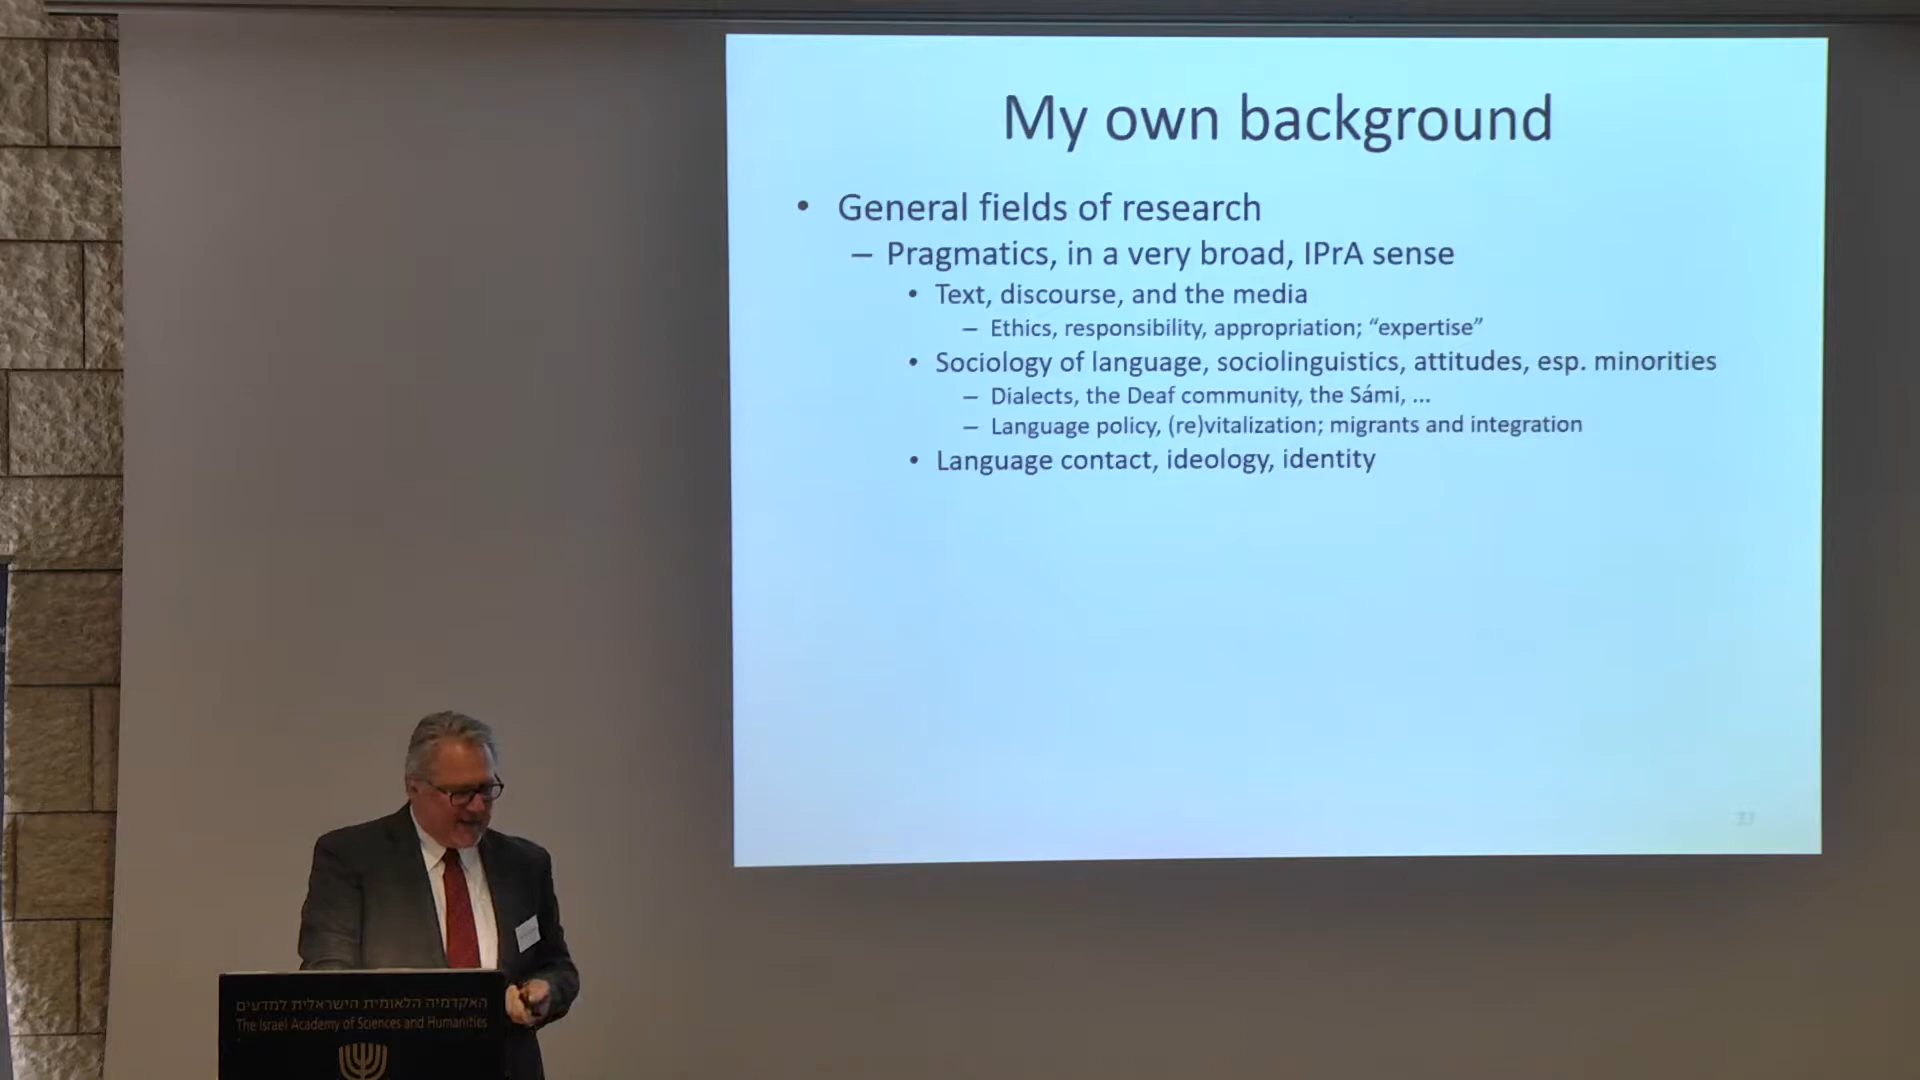 My own background
• General fields of research
– Pragmatics, in a very broad, IPrA sense
• Text, discourse, and the media
– Ethics, responsibility, appropriation; “expertise”
• Sociology of language, sociolinguistics, attitudes, esp. minorities
– Dialects, the Deaf community, the Sámi, ...
– Language policy, (re)vitalization; migrants and integration
• Language contact, ideology, identity
האקדמיה הלאומית הישראלית למדעים
The Israel Academy of Sciences and Humanities